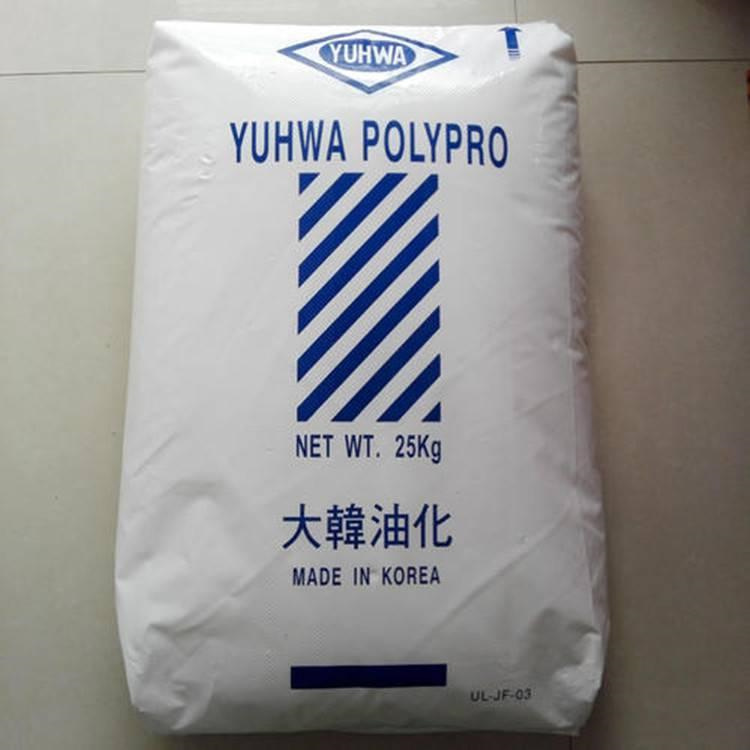 YUHWA
YUHWA POLYPRO
NET WT. 25Kg
大韓油化
MADE IN KOREA
UL-JF-03